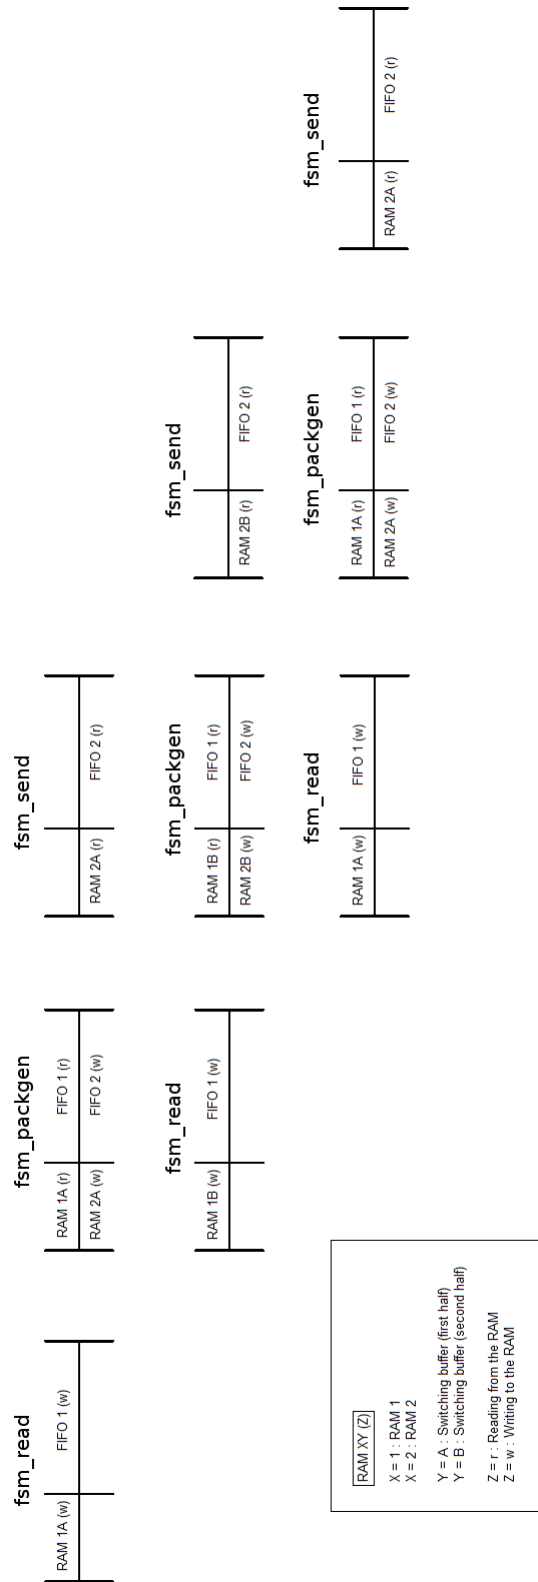 fsm_read
RAM 1A (w)
FIFO 1 (w)
fsm_packgen
RAM 1A (r)
FIFO 1 (r)
RAM 2A (w)
FIFO 2 (w)
fsm_send
RAM 2A (r)
FIFO 2 (r)
fsm_read
RAM 1B (w)
FIFO 1 (w)
fsm_packgen
RAM 1B (r)
FIFO 1 (r)
RAM 2B (w)
FIFO 2 (w)
fsm_send
RAM 2B (r)
FIFO 2 (r)
fsm_read
RAM 1A (w)
FIFO 1 (w)
fsm_packgen
RAM 1A (r)
FIFO 1 (r)
RAM 2A (w)
FIFO 2 (w)
fsm_send
RAM 2A (r)
FIFO 2 (r)
RAM XY (Z)
X = 1 : RAM 1
X = 2 : RAM 2
Y = A : Switching buffer (first half)
Y = B : Switching buffer (second half)
Z = r : Reading from the RAM
Z = w : Writing to the RAM